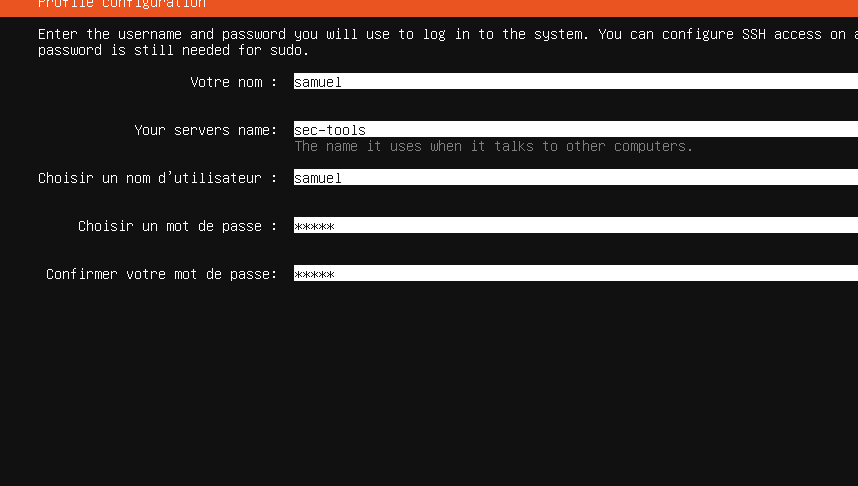 Profile configuration
Enter the username and password you will use to log in to the system. You can configure SSH access on
password is still needed for sudo.
Votre nom : samuel
Your servers name: sec-tools
The name it uses when it talks to other computers.
Choisir un nom d'utilisateur : samuel
Choisir un mot de passe : *****
Confirmer votre mot de passe: *****